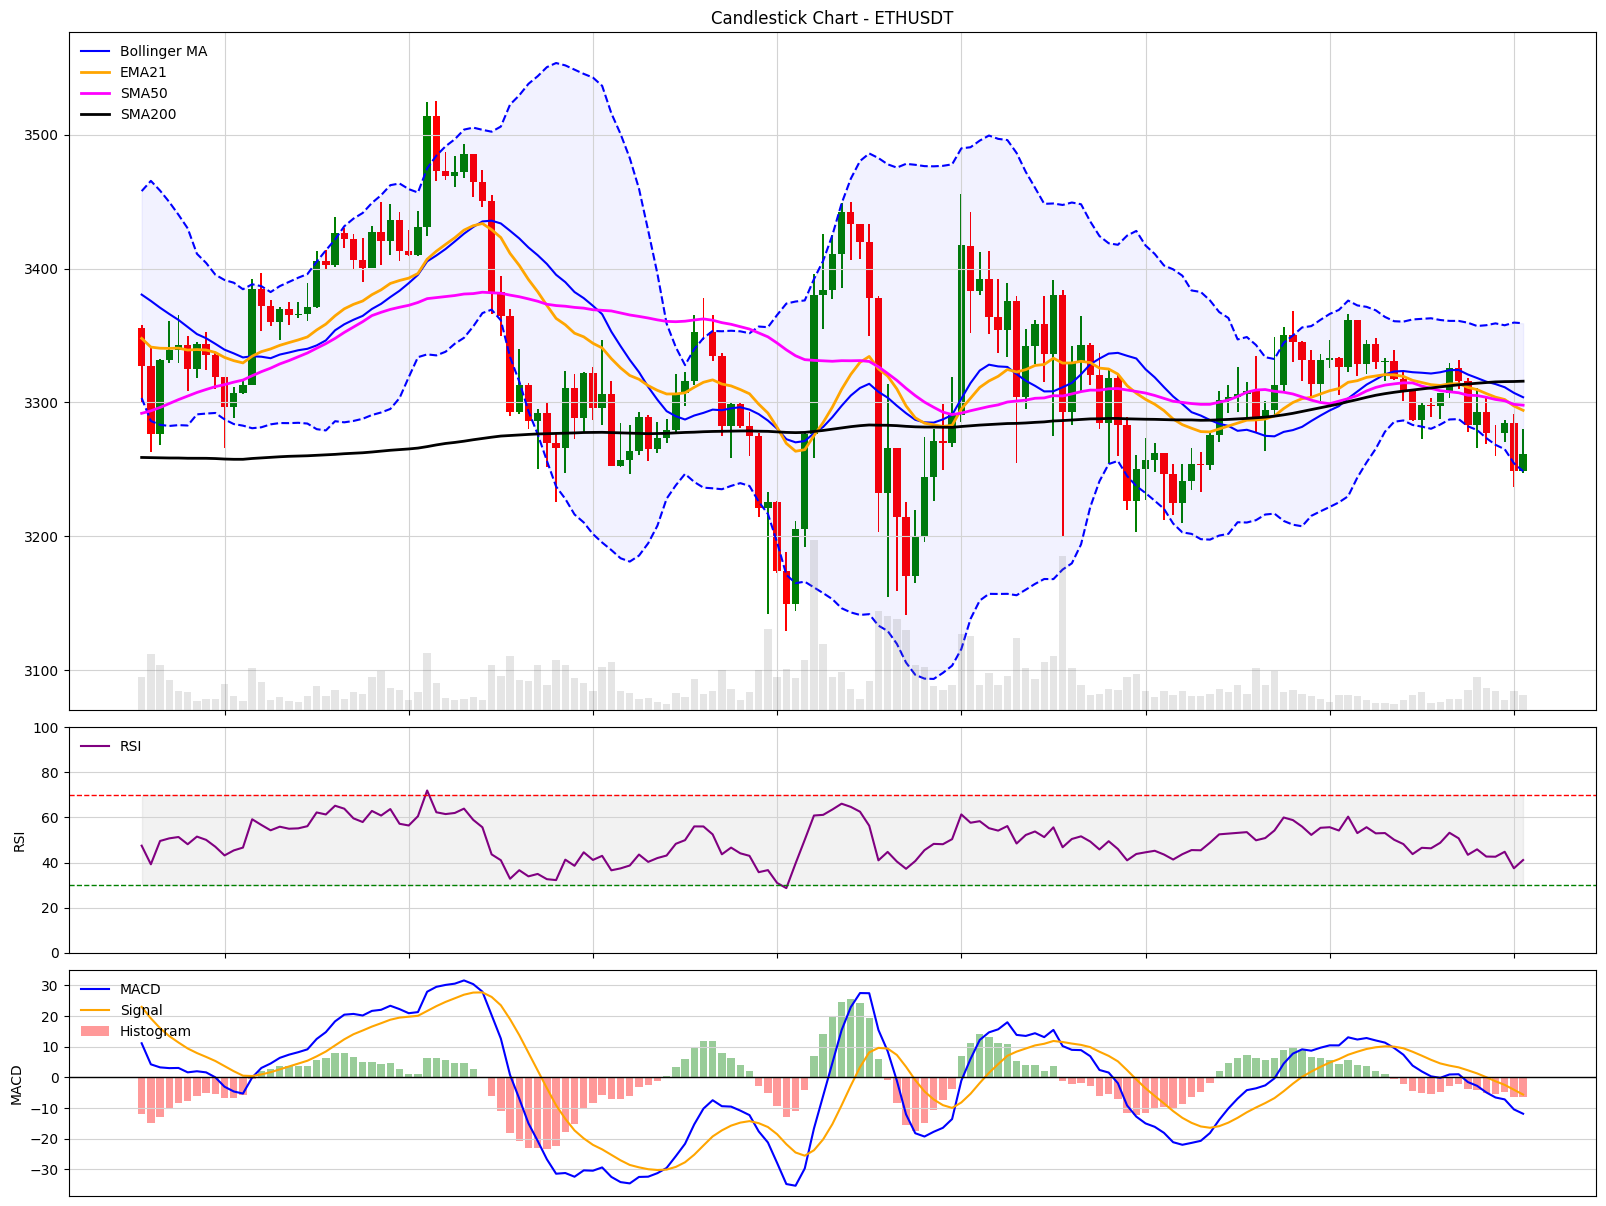 Candlestick Chart - ETHUSDT
Bollinger MA
EMA21
SMA50
SMA200
3500
3400
3300
3200
3100
RSI
100
80
60
40
20
0
RSI
MACD
Signal
Histogram
30
20
10
0
−10
−20
−30
MACD